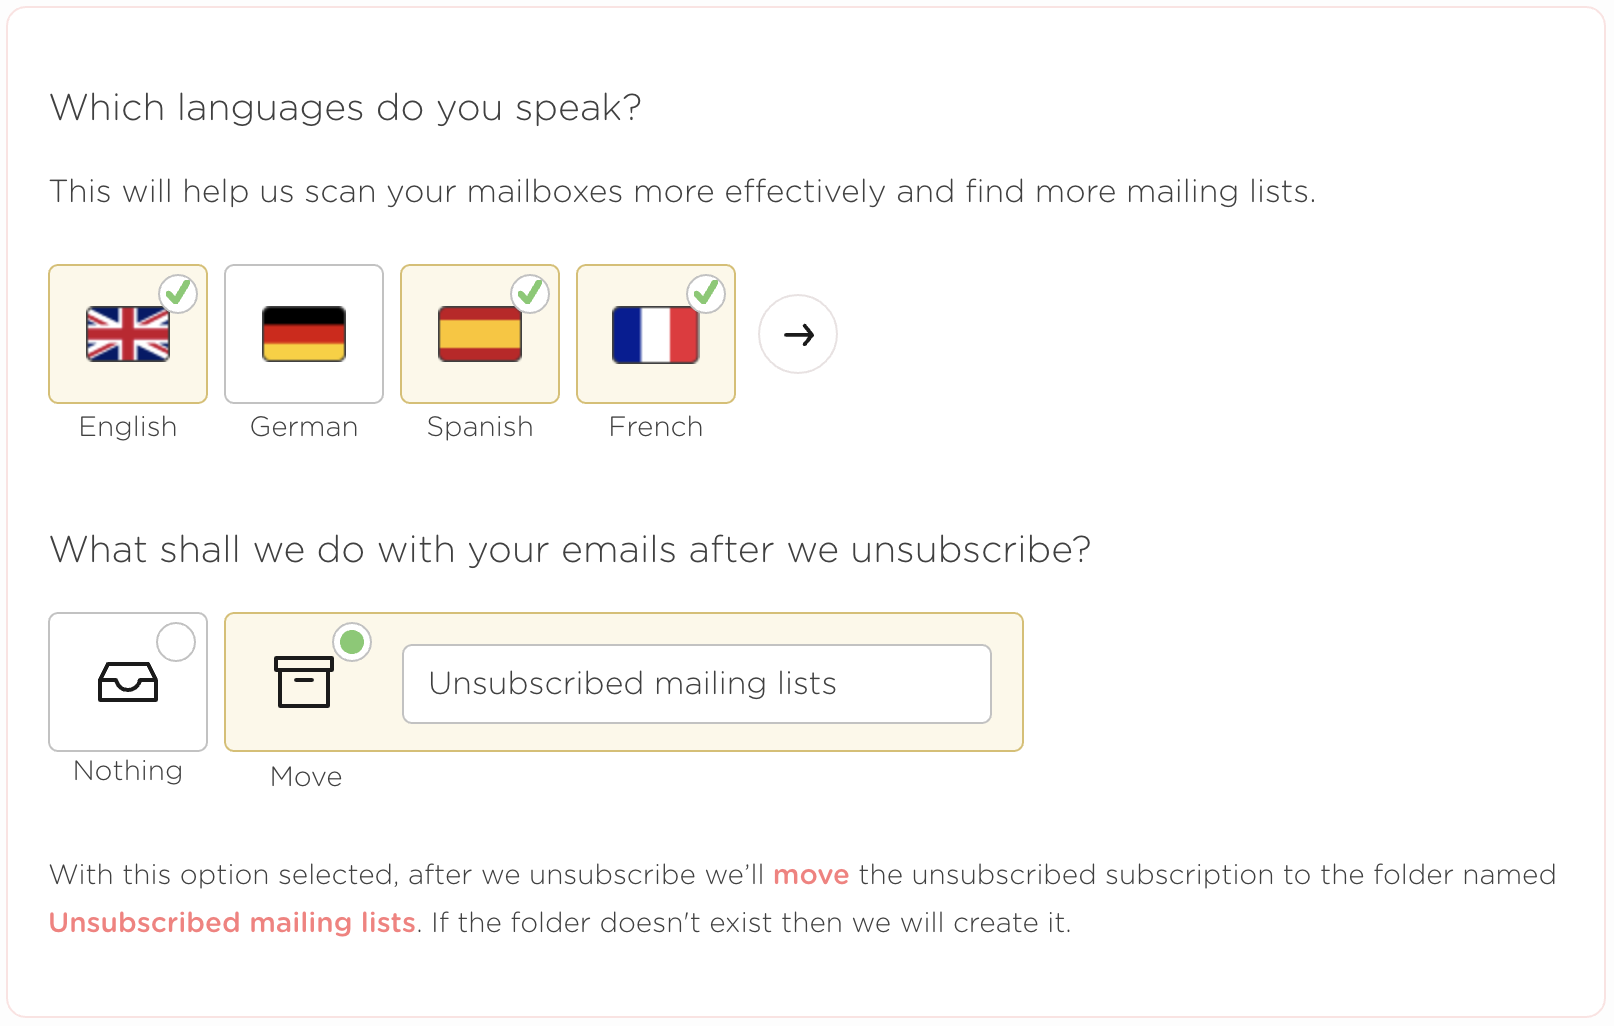 Which languages do you speak?
This will help us scan your mailboxes more effectively and find more mailing lists.
English
German
Spanish
French
What shall we do with your emails after we unsubscribe?
Unsubscribed mailing lists
Nothing
Move
With this option selected, after we unsubscribe we’ll move the unsubscribed subscription to the folder named
Unsubscribed mailing lists. If the folder doesn't exist then we will create it.